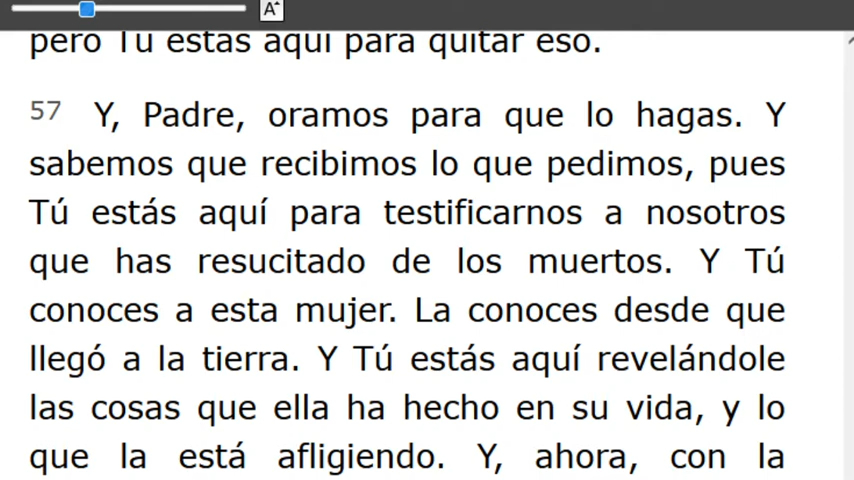 A
pero Tú estás aquí para quitar eso.
57 Y, Padre, oramos para que lo hagas. Y
sabemos que recibimos lo que pedimos, pues
Tú estás aquí para testificarnos a nosotros
que has resucitado de los muertos. Y Tú
conoces a esta mujer. La conoces desde que
llegó a la tierra. Y Tú estás aquí revelándole
las cosas que ella ha hecho en su vida, y lo
que la está afligiendo. Y, ahora, con la